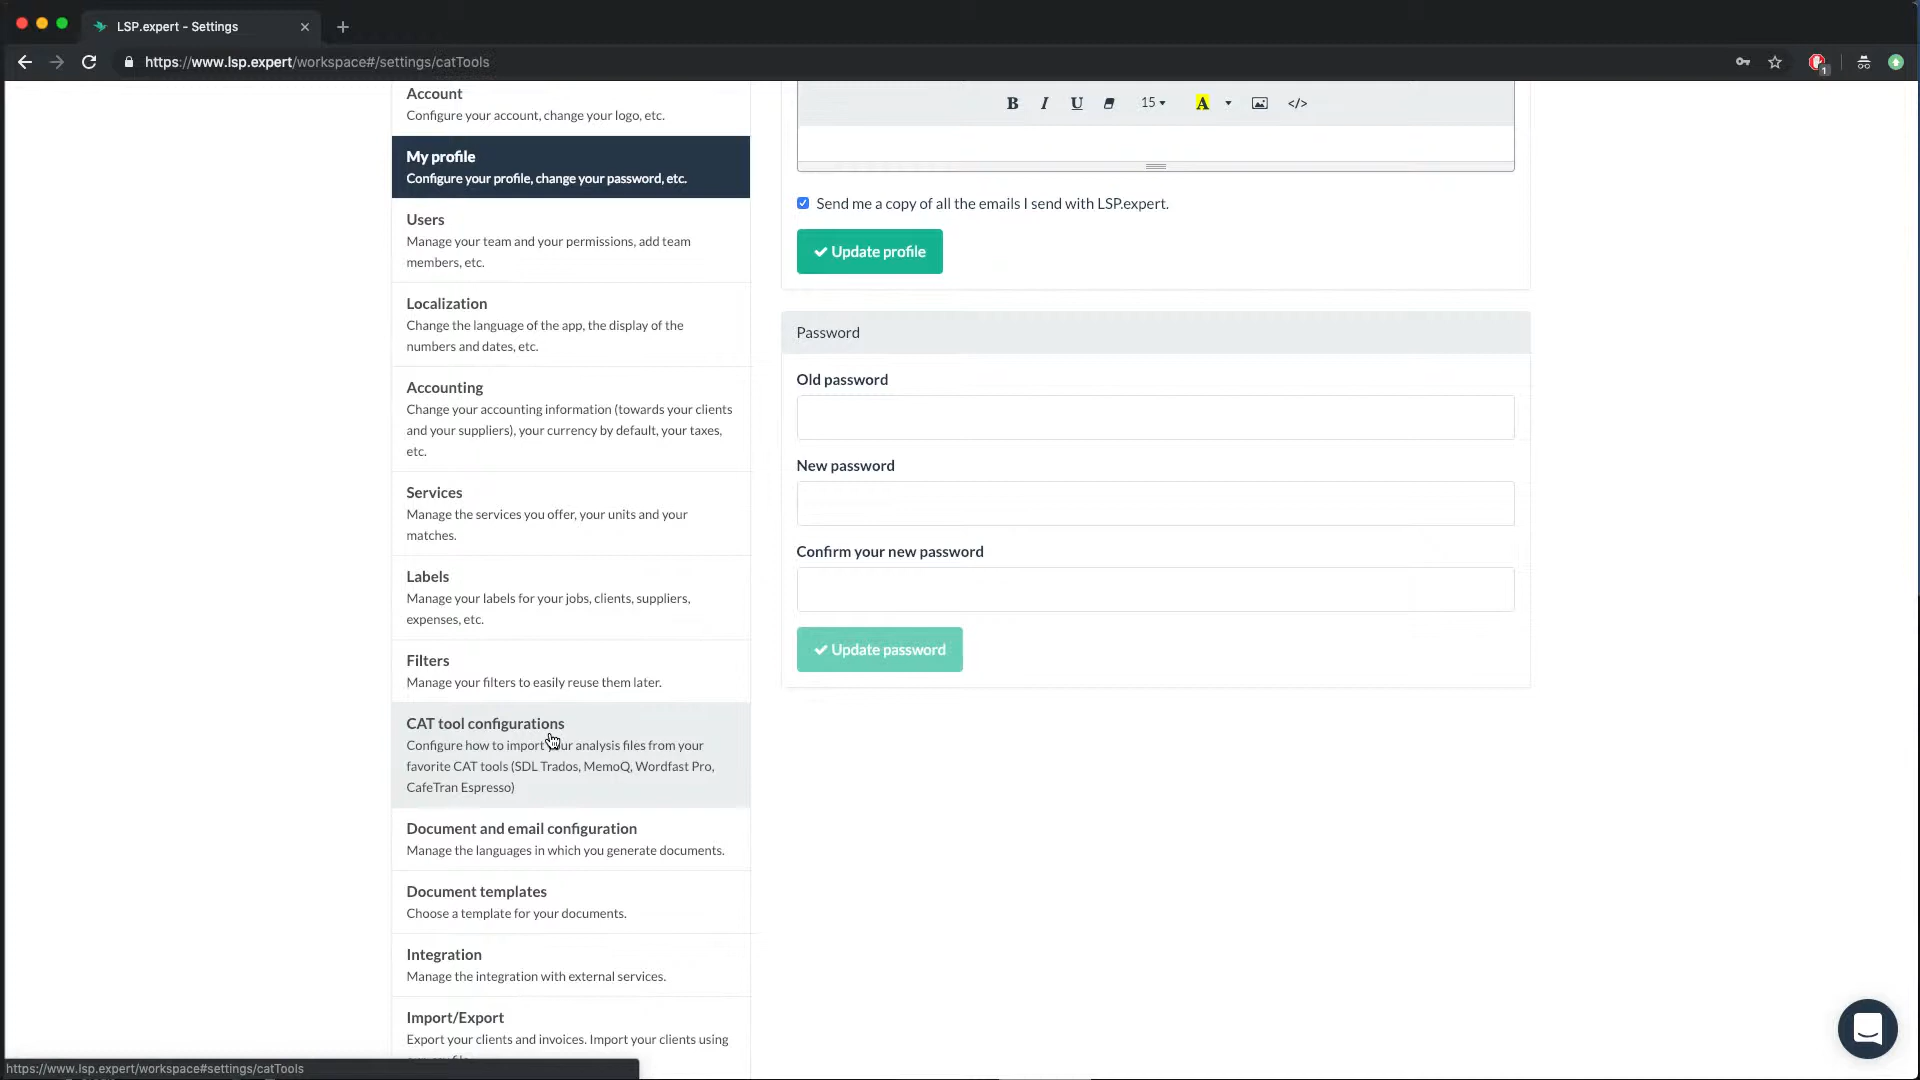 LSP.expert - Settings
https://www.lsp.expert/workspace#/settings/catTools
1
Account
Configure your account, change your logo, etc.
My profile
Configure your profile, change your password, etc.
Users
Manage your team and your permissions, add team
members, etc.
Localization
Change the language of the app, the display of the
numbers and dates, etc.
Accounting
Change your accounting information (towards your clients
and your suppliers), your currency by default, your taxes,
etc.
Services
Manage the services you offer, your units and your
matches.
Labels
Manage your labels for your jobs, clients, suppliers,
expenses, etc.
Filters
Manage your filters to easily reuse them later.
CAT tool configurations
Configure how to import your analysis files from your
favorite CAT tools (SDL Trados, MemoQ, Wordfast Pro,
CafeTran Espresso)
Document and email configuration
Manage the languages in which you generate documents.
Document templates
Choose a template for your documents.
Integration
Manage the integration with external services.
Import/Export
Export your clients and invoices. Import your clients using
B I U 15 A </>
Send me a copy of all the emails I send with LSP.expert.
Update profile
Password
Old password
New password
Confirm your new password
Update password
https://www.lsp.expert/workspace#settings/catTools